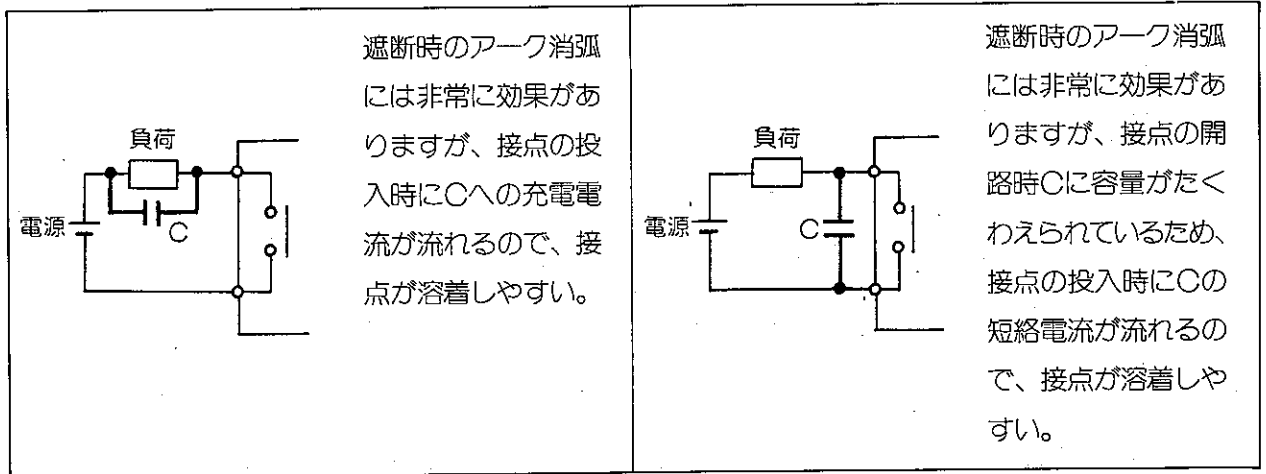 負荷
電源
C
遮断時のアーク消弧
には非常に効果があ
りますが、接点の投
入時にCへの充電電
流が流れるので、接
点が溶着しやすい。
負荷
電源
C
遮断時のアーク消弧
には非常に効果があ
りますが、接点の開
路時Cに容量がたく
わえられているため、
接点の投入時にCの
短絡電流が流れるの
で、接点が溶着しや
すい。